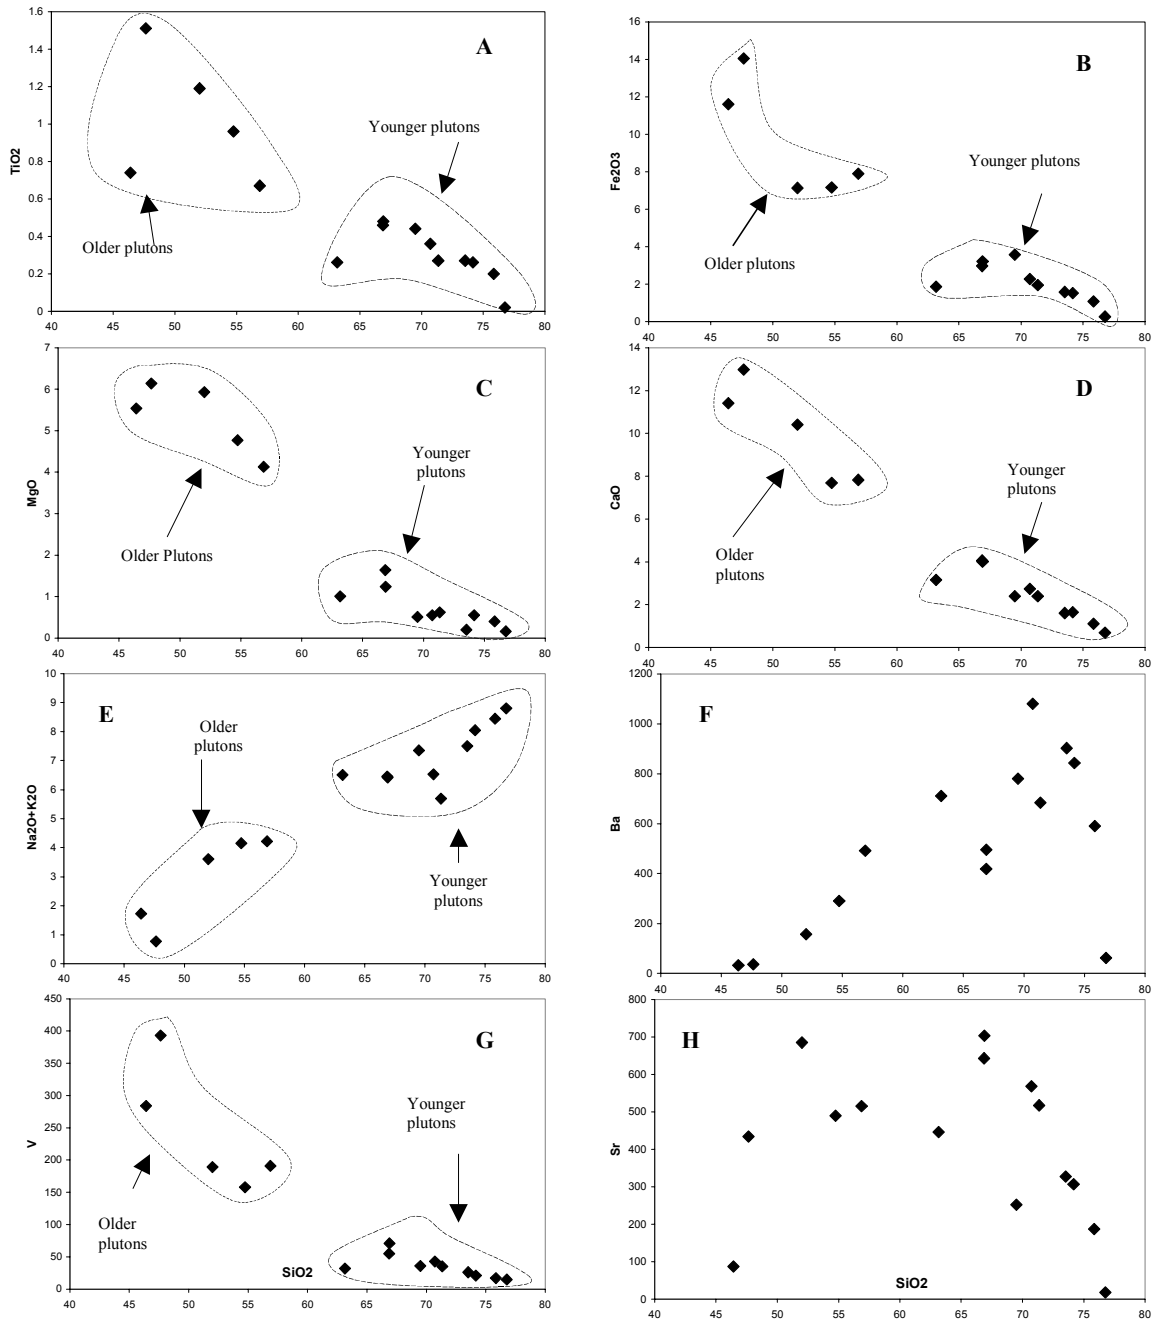 1.6
1.4
1.2
1
0.8
0.6
0.4
0.2
0
TiO2
A
Younger plutons
Older plutons
40 45 50 55 60 65 70 75 80
16
14
12
10
8
6
4
2
0
Fe2O3
B
Younger plutons
Older plutons
40 45 50 55 60 65 70 75 80
7
6
5
4
3
2
1
0
MgO
C
Younger
plutons
Older Plutons
40 45 50 55 60 65 70 75 80
14
12
10
8
6
4
2
0
CaO
D
Younger
plutons
Older
plutons
40 45 50 55 60 65 70 75 80
10
9
8
7
6
5
4
3
2
1
0
Na2O+K2O
E
Older
plutons
Younger
plutons
40 45 50 55 60 65 70 75 80
1200
1000
800
600
400
200
0
Ba
F
40 45 50 55 60 65 70 75 80
450
400
350
300
250
200
150
100
50
0
V
G
Younger
plutons
Older
plutons
SiO2
40 45 50 55 60 65 70 75 80
800
700
600
500
400
300
200
100
0
Sr
H
SiO2
40 45 50 55 60 65 70 75 80